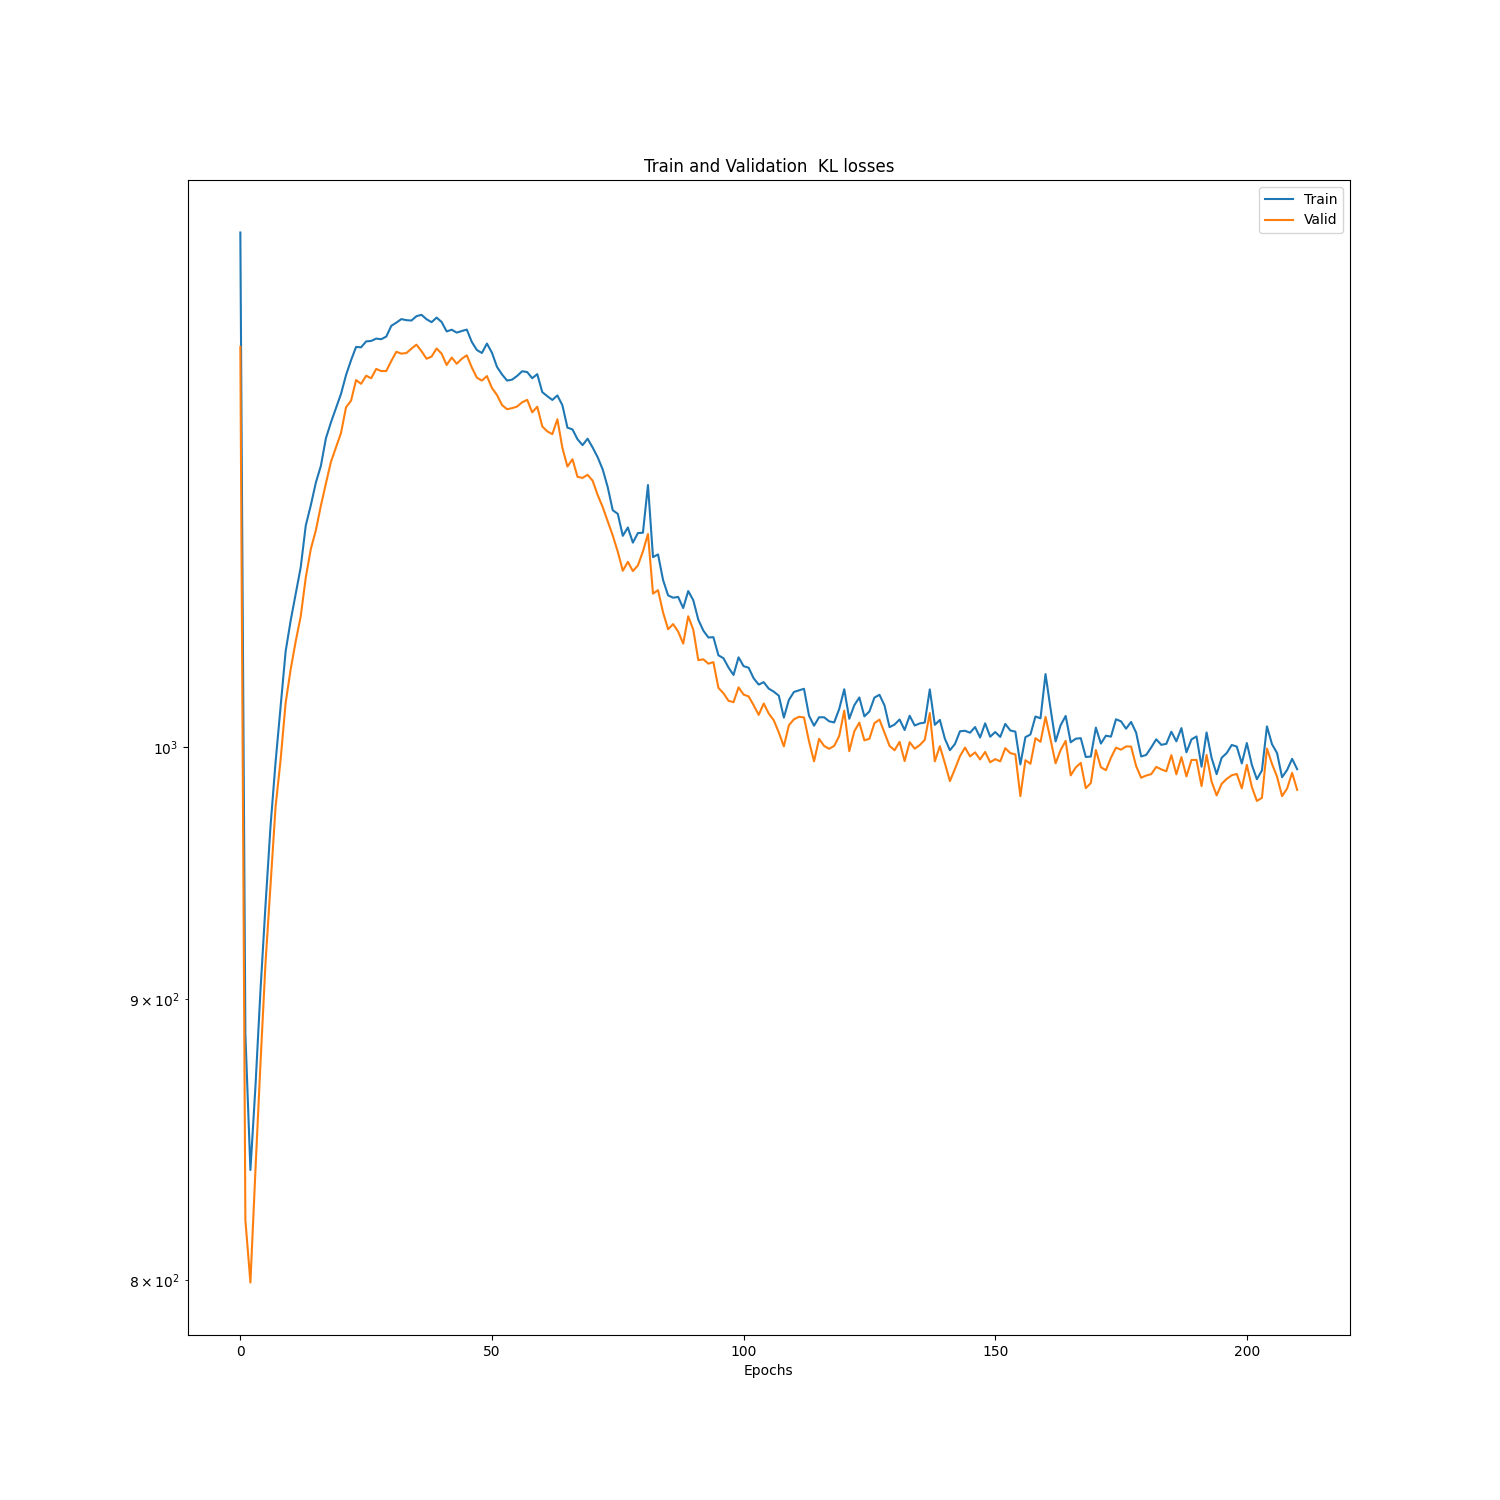 Train and Validation  KL losses
Train
Valid
10³
9 × 10²
8 × 10²
0 50 100 150 200
Epochs